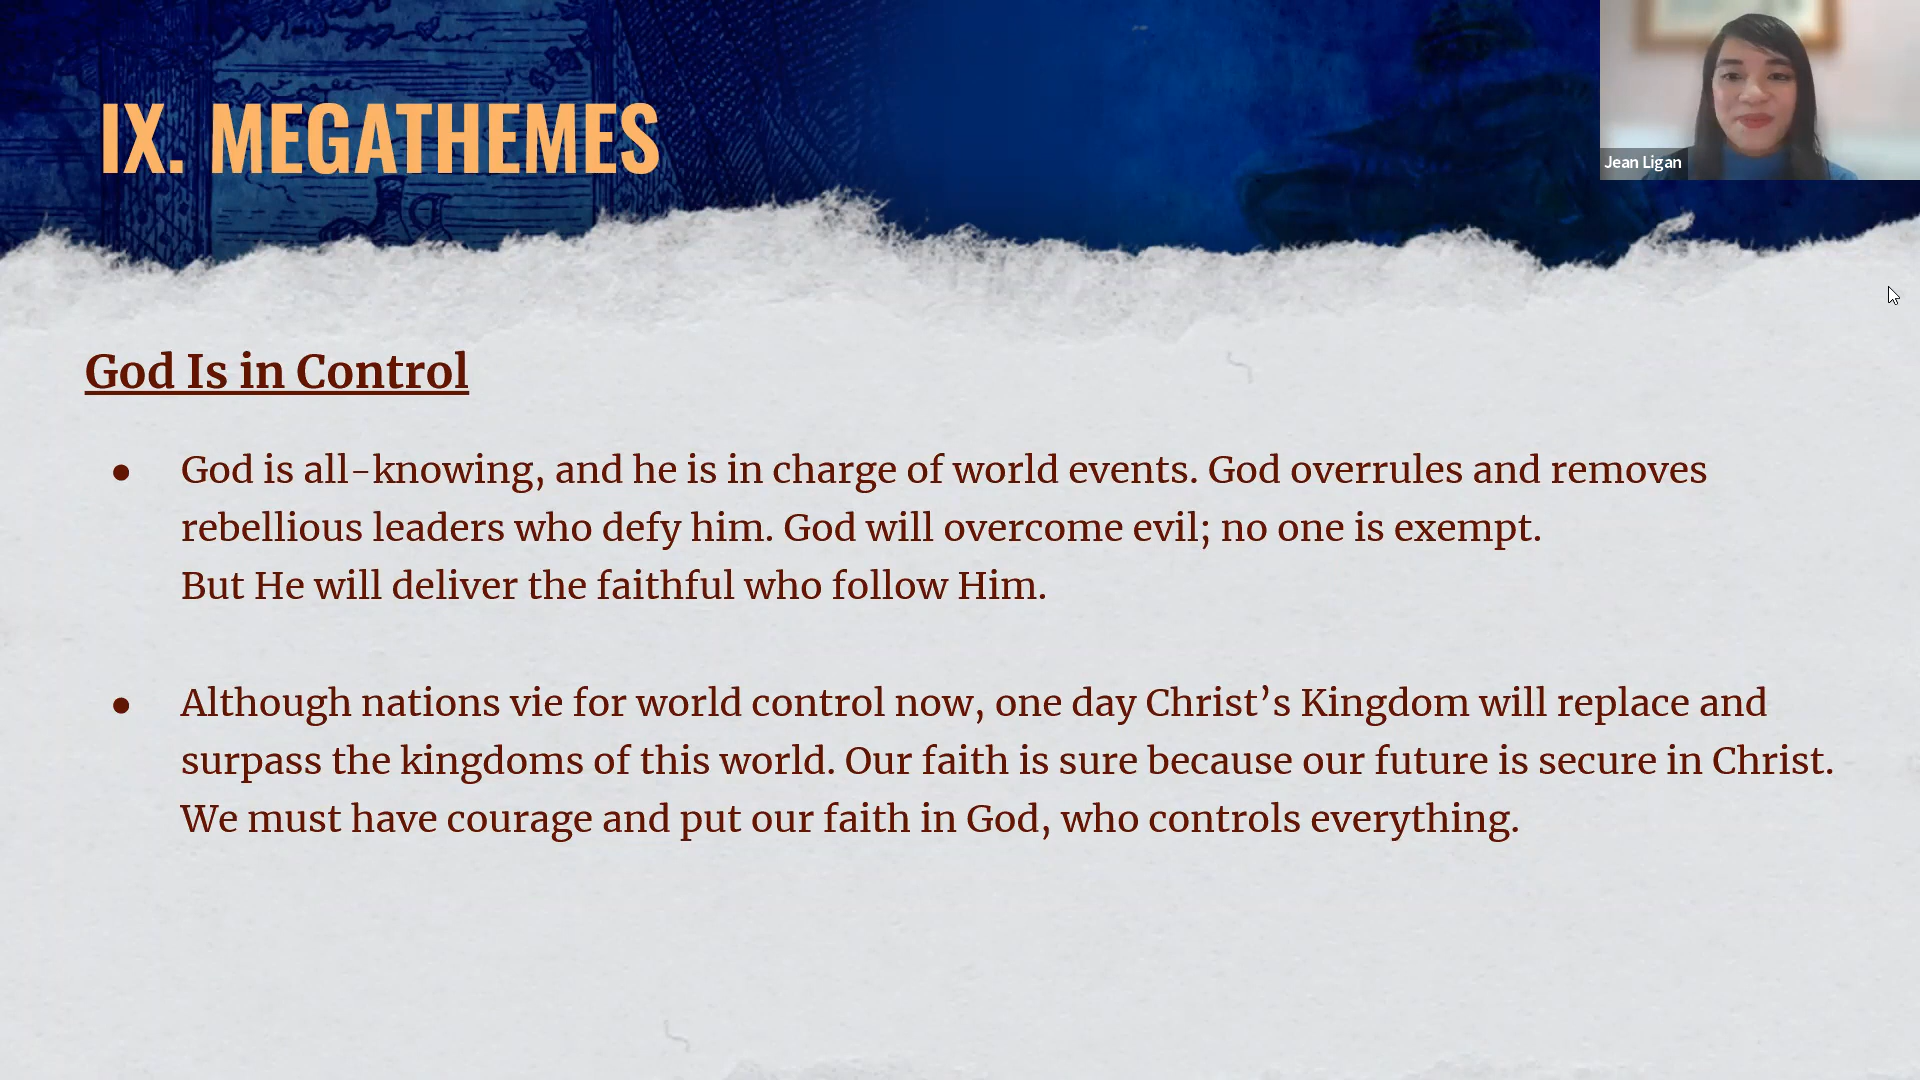 IX. MEGATHEMES
Jean Ligan
God Is in Control
● God is all-knowing, and he is in charge of world events. God overrules and removes
rebellious leaders who defy him. God will overcome evil; no one is exempt.
But He will deliver the faithful who follow Him.
● Although nations vie for world control now, one day Christ’s Kingdom will replace and
surpass the kingdoms of this world. Our faith is sure because our future is secure in Christ.
We must have courage and put our faith in God, who controls everything.